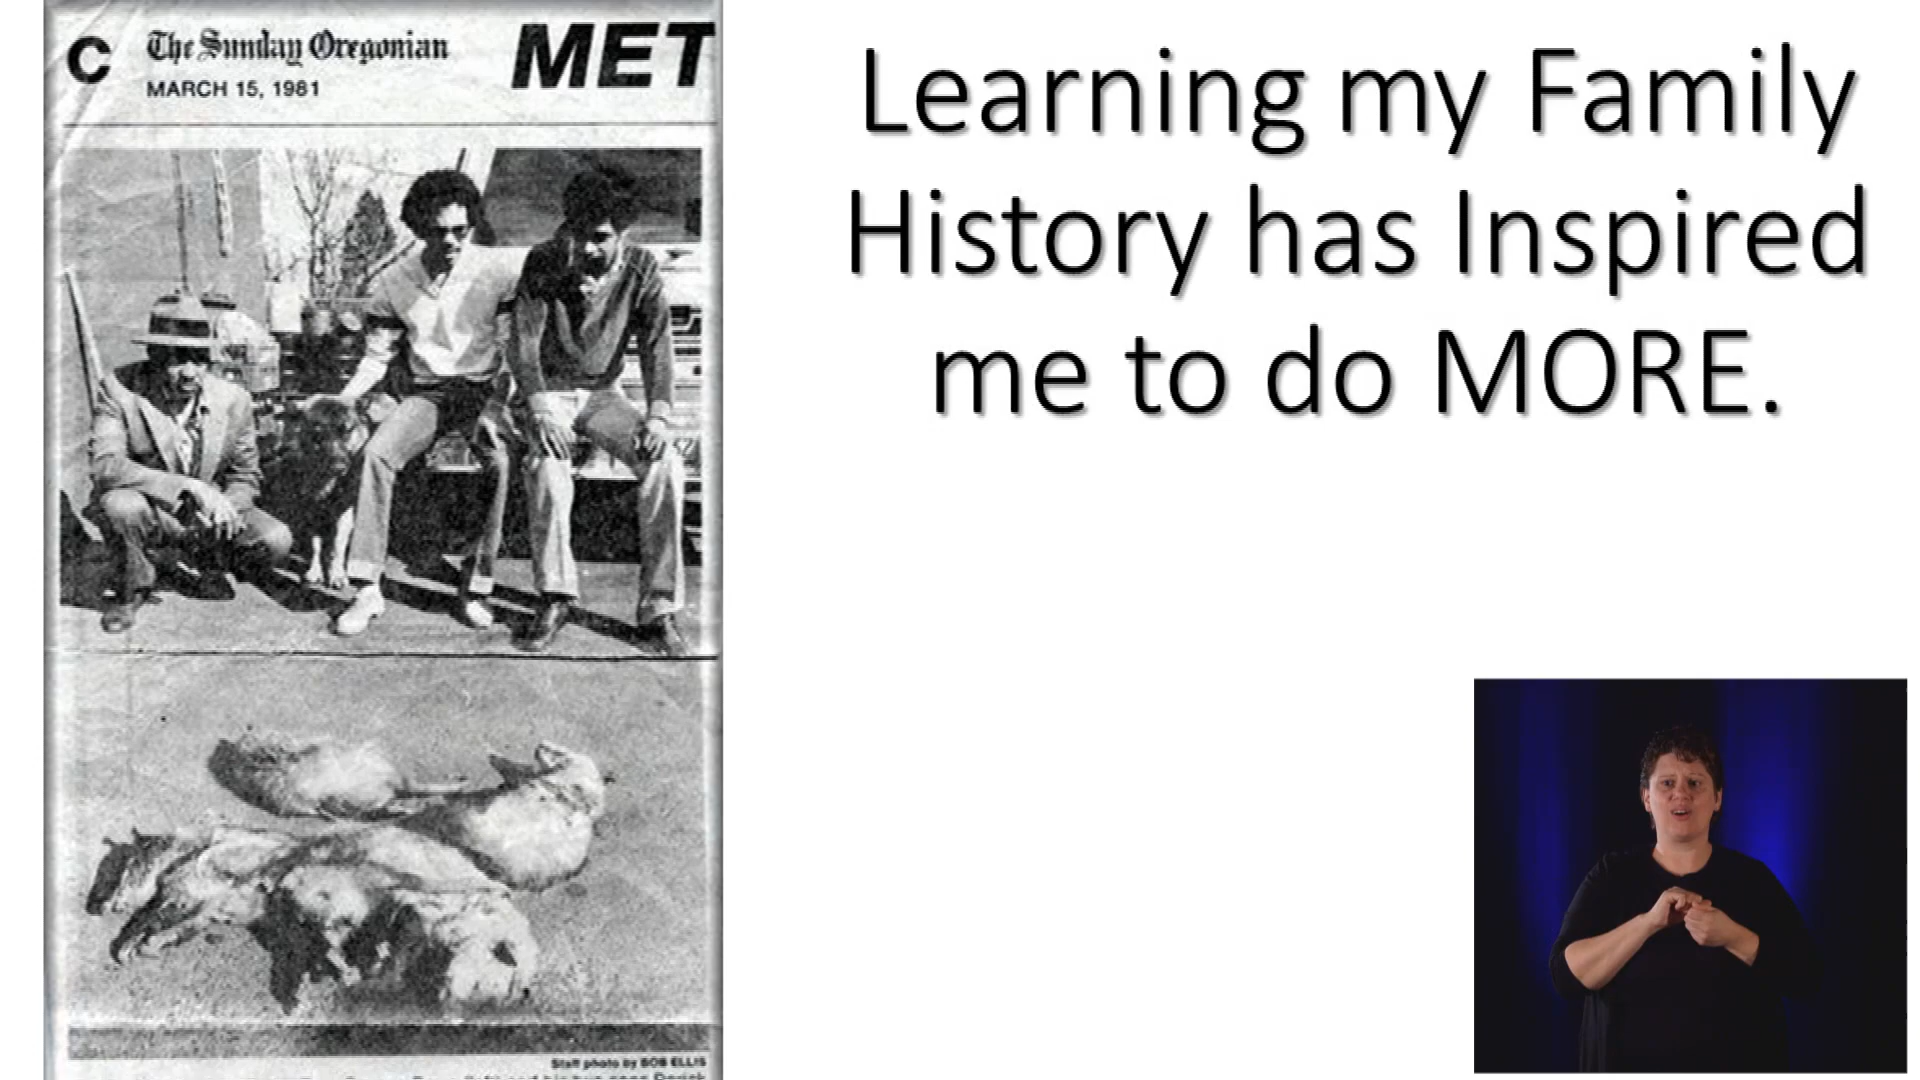 C The Sunday Oregonian MET
MARCH 15, 1981
Staff photo by BOB ELLIS
Learning my Family
History has Inspired
me to do MORE.